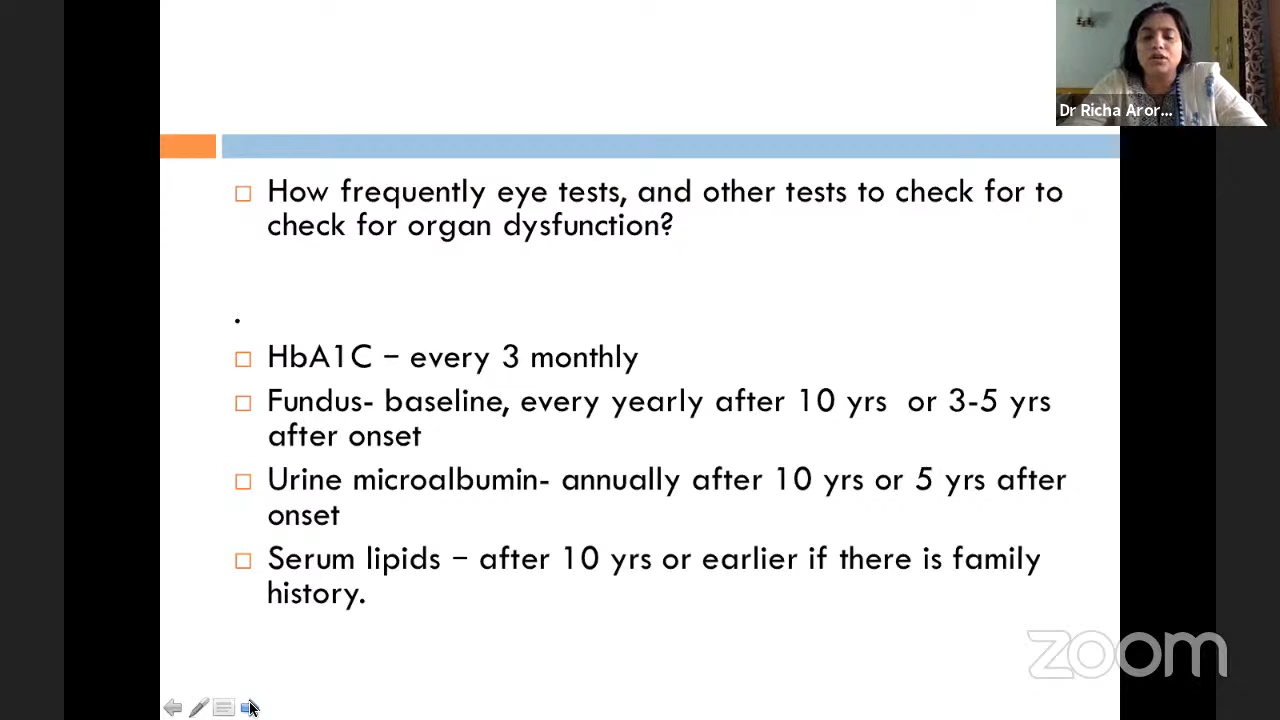 Dr Richa Aror...
How frequently eye tests, and other tests to check for to
check for organ dysfunction?
.
HbA1C – every 3 monthly
Fundus- baseline, every yearly after 10 yrs or 3-5 yrs
after onset
Urine microalbumin- annually after 10 yrs or 5 yrs after
onset
Serum lipids – after 10 yrs or earlier if there is family
history.
zoom